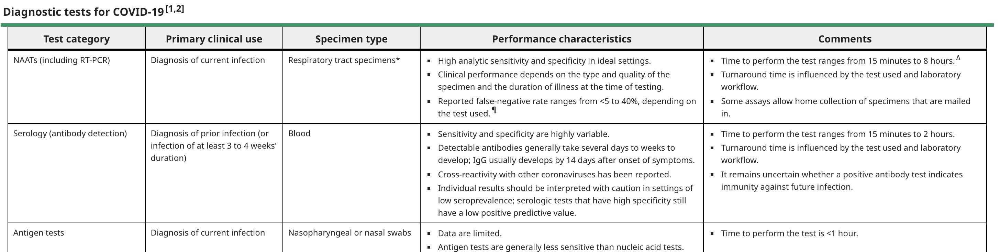 Diagnostic tests for COVID-19[1,2]
Test category
Primary clinical use
Specimen type
Performance characteristics
Comments
NAATs (including RT-PCR)
Diagnosis of current infection
Respiratory tract specimens*
▪ High analytic sensitivity and specificity in ideal settings.
▪ Clinical performance depends on the type and quality of the
specimen and the duration of illness at the time of testing.
▪ Reported false-negative rate ranges from <5 to 40%, depending on
the test used.¶
▪ Time to perform the test ranges from 15 minutes to 8 hours.Δ
▪ Turnaround time is influenced by the test used and laboratory
workflow.
▪ Some assays allow home collection of specimens that are mailed
in.
Serology (antibody detection)
Diagnosis of prior infection (or
infection of at least 3 to 4 weeks'
duration)
Blood
▪ Sensitivity and specificity are highly variable.
▪ Detectable antibodies generally take several days to weeks to
develop; IgG usually develops by 14 days after onset of symptoms.
▪ Cross-reactivity with other coronaviruses has been reported.
▪ Individual results should be interpreted with caution in settings of
low seroprevalence; serologic tests that have high specificity still
have a low positive predictive value.
▪ Time to perform the test ranges from 15 minutes to 2 hours.
▪ Turnaround time is influenced by the test used and laboratory
workflow.
▪ It remains uncertain whether a positive antibody test indicates
immunity against future infection.
Antigen tests
Diagnosis of current infection
Nasopharyngeal or nasal swabs
▪ Data are limited.
▪ Antigen tests are generally less sensitive than nucleic acid tests.
▪ Time to perform the test is <1 hour.